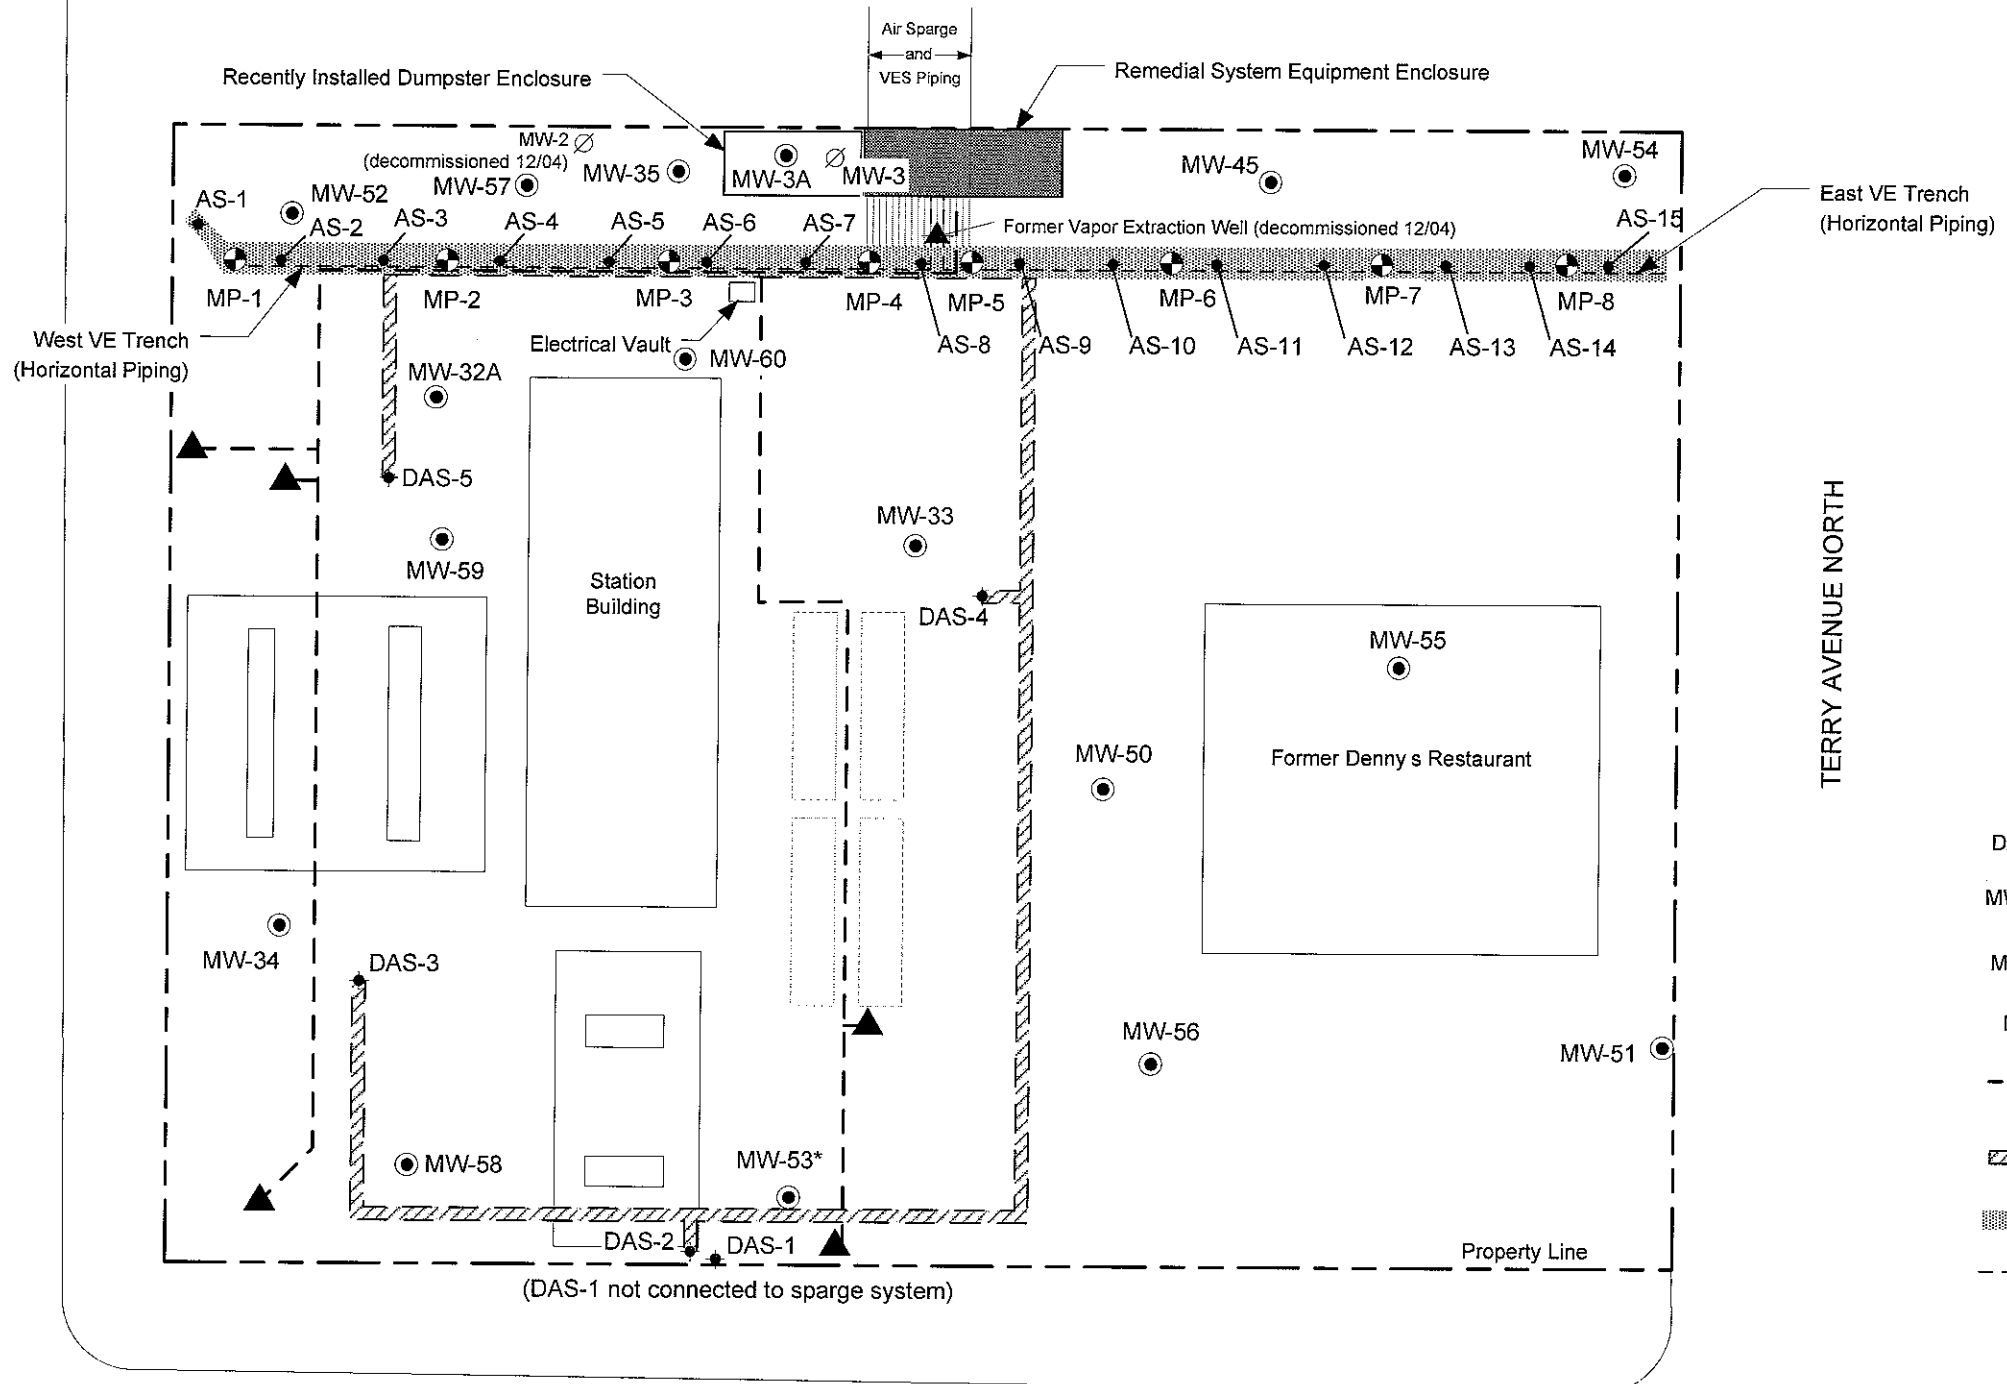 Air Sparge
and
VES Piping
Recently Installed Dumpster Enclosure
Remedial System Equipment Enclosure
MW-2
(decommissioned 12/04)
MW-35
MW-57
MW-3A
MW-3
MW-45
MW-54
AS-1
MW-52
AS-2
AS-3
AS-4
AS-5
AS-6
AS-7
Former Vapor Extraction Well (decommissioned 12/04)
AS-15
East VE Trench
(Horizontal Piping)
MP-1
MP-2
MP-3
MP-4
MP-5
MP-6
MP-7
MP-8
West VE Trench
(Horizontal Piping)
Electrical Vault
MW-60
AS-8
AS-9
AS-10
AS-11
AS-12
AS-13
AS-14
MW-32A
DAS-5
MW-33
MW-59
Station
Building
DAS-4
MW-55
TERRY AVENUE NORTH
MW-50
Former Denny s Restaurant
MW-34
DAS-3
MW-56
MW-51
MW-58
MW-53*
DAS-2
DAS-1
Property Line
(DAS-1 not connected to sparge system)